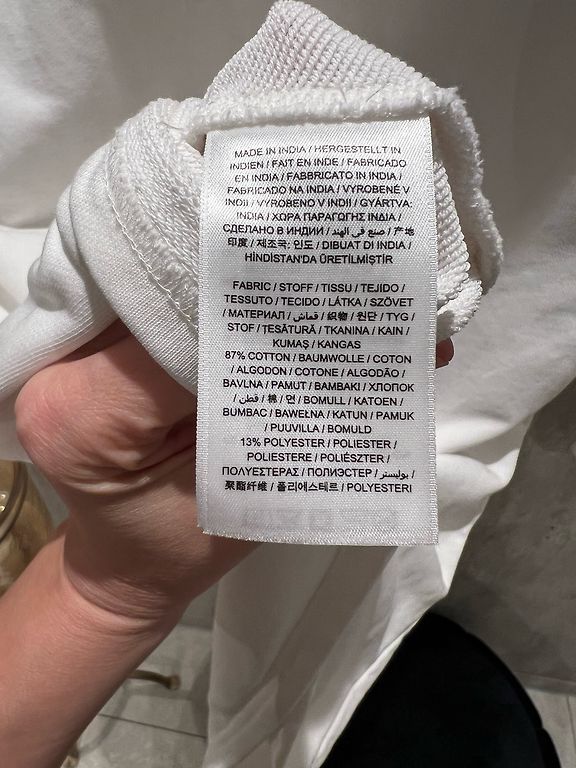 MADE IN INDIA / HERGESTELLT IN
INDIEN / FAIT EN INDE / FABRICADO
EN INDIA / FABBRICATO IN INDIA /
FABRICADO NA INDIA / VYROBENÉ V
INDII / VYROBENO V INDII / GYÁRTVA:
INDIA / ΧΩΡΑ ΠΑΡΑΓΩΓΗΣ ΙΝΔΙΑ /
СДЕЛАНО В ИНДИИ / صنع في الهند / 产地
印度 / 제조국: 인도 / DIBUAT DI INDIA /
HİNDİSTAN'DA ÜRETİLMİŞTİR
FABRIC / STOFF / TISSU / TEJIDO /
TESSUTO / TECIDO / LÁTKA / SZÖVET
/ МАТЕРИАЛ / قماش / 織物 / 원단 / TYG /
STOF / ȚESĂTURĂ / TKANINA / KAIN /
KUMAŞ / KANGAS
87% COTTON / BAUMWOLLE / COTON
/ ALGODON / COTONE / ALGODÃO /
BAVLNA / PAMUT / ΒΑΜΒΑΚΙ / ХЛОПОК
/ قطن / 棉 / 면 / BOMULL / KATOEN /
BUMBAC / BAWEŁNA / KATUN / PAMUK
/ PUUVILLA / BOMULD
13% POLYESTER / POLIESTER /
POLIESTERE / POLIÉSZTER /
ΠΟΛΥΕΣΤΕΡΑΣ / ПОЛИЭСТЕР / بوليستر /
聚酯纤维 / 폴리에스테르 / POLYESTERI